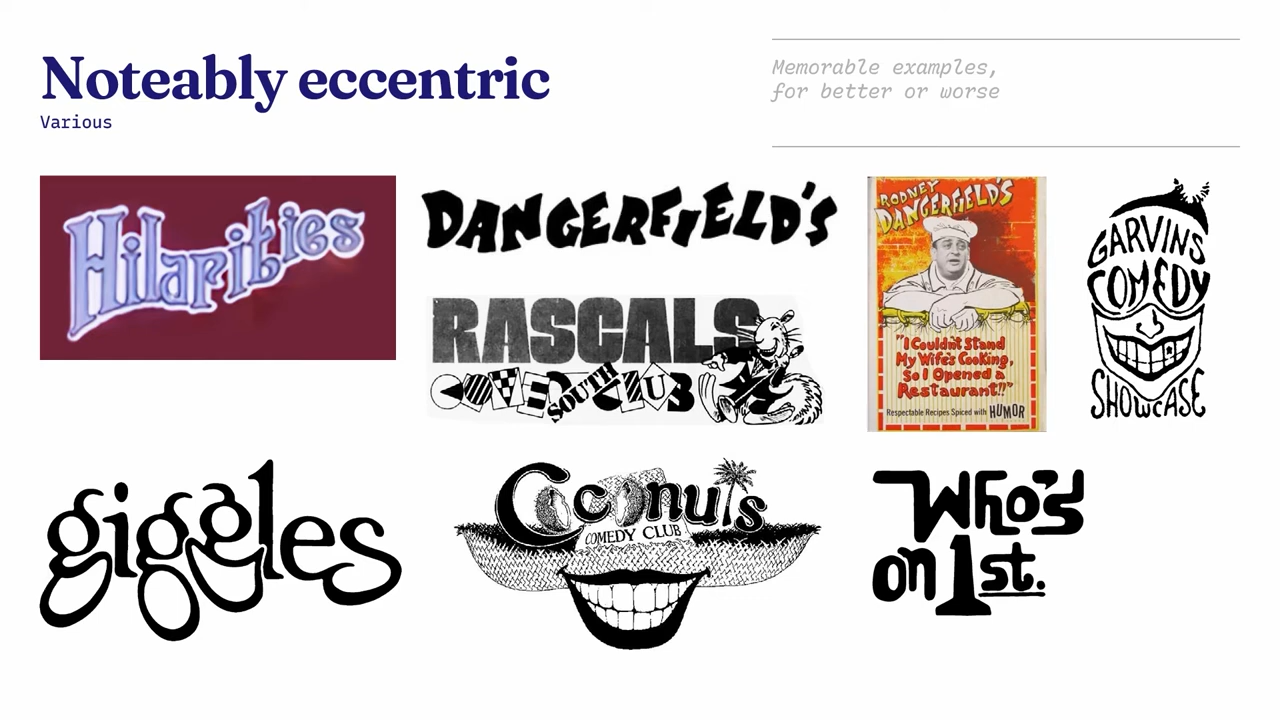 Noteably eccentric
Various
Memorable examples,
for better or worse
Hilarities
DANGERFIELD'S
RASCALS
COMEDY CLUB
SOUTH
RODNEY
DANGERFIELD'S
"I Couldn't Stand
My Wife's Cooking,
So I Opened a
Restaurant!!"
Respectable Recipes Spiced with HUMOR
GARVINS
COMEDY
SHOWCASE
giggles
Coconuts
COMEDY CLUB
Who's
on 1st.